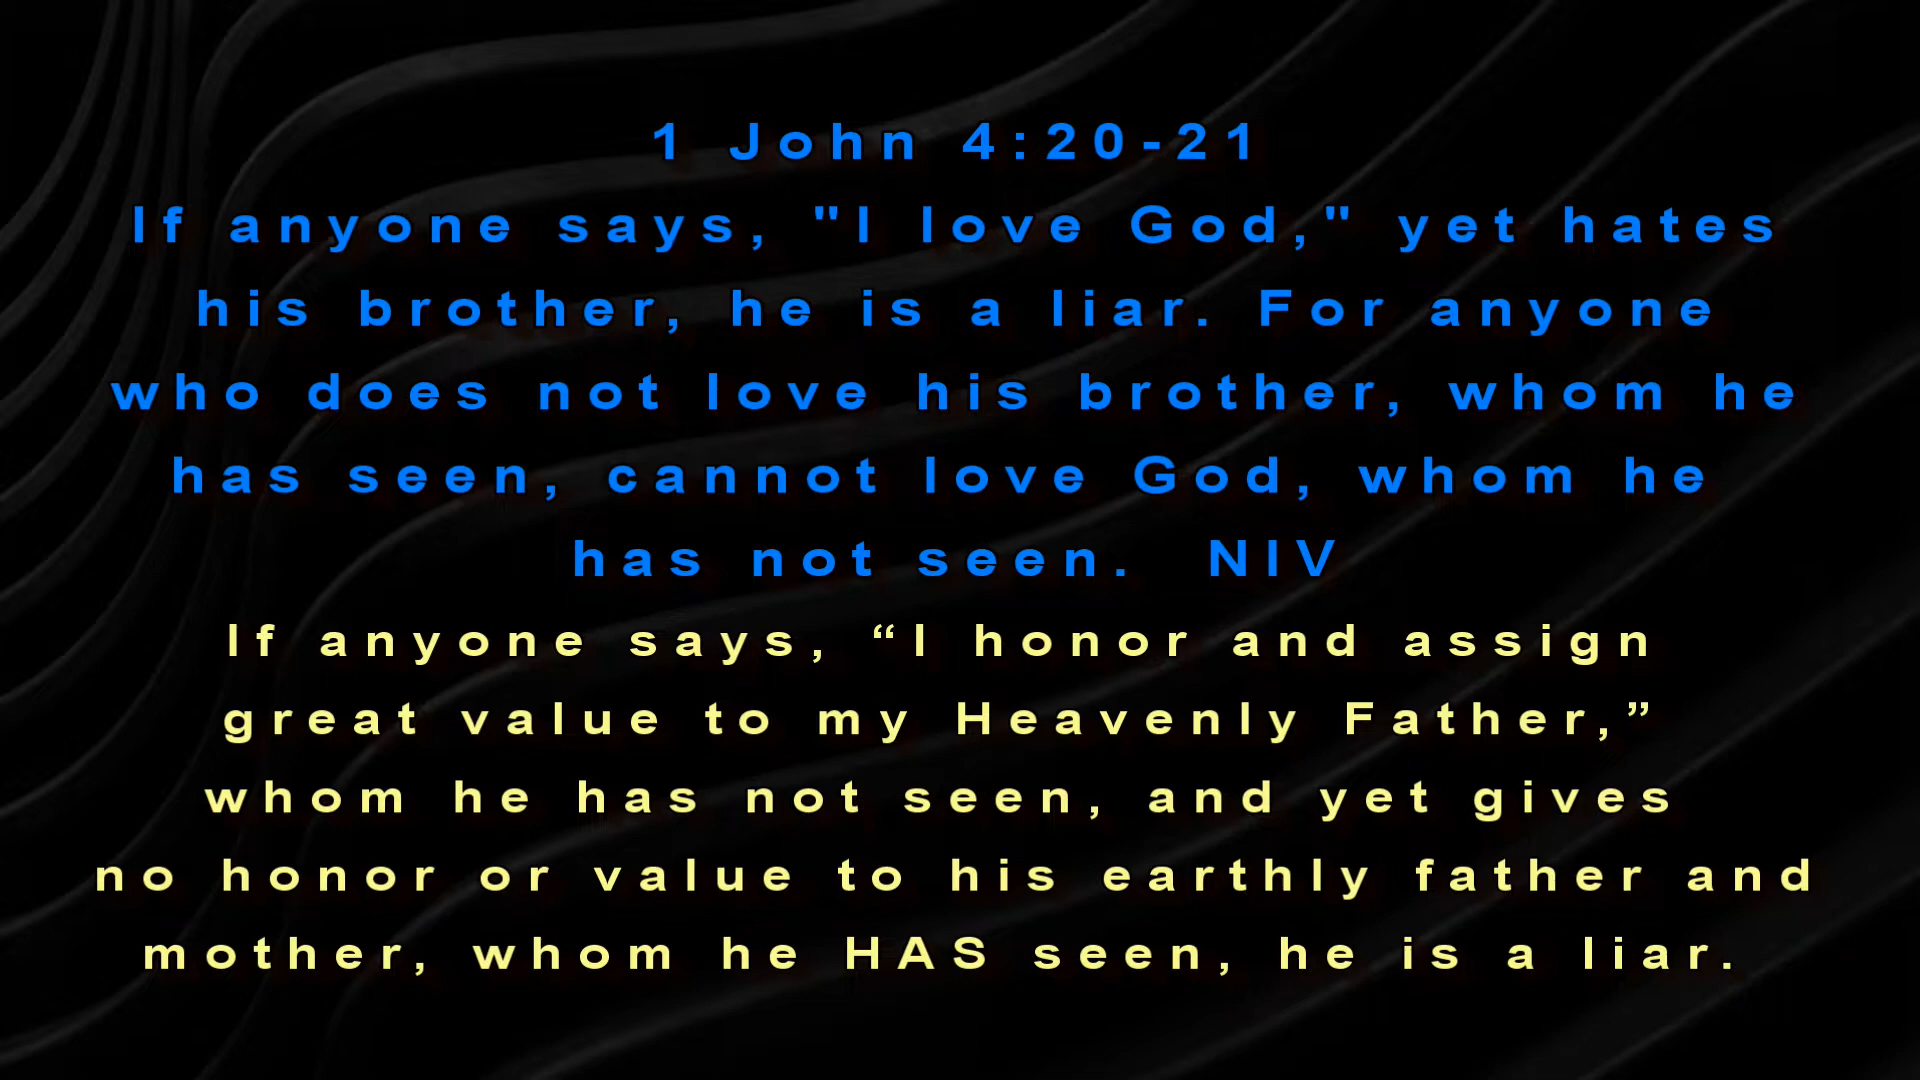 1 John 4:20-21
If anyone says, "I love God," yet hates
his brother, he is a liar. For anyone
who does not love his brother, whom he
has seen, cannot love God, whom he
has not seen.  NIV
If anyone says, “I honor and assign
great value to my Heavenly Father,”
whom he has not seen, and yet gives
no honor or value to his earthly father and
mother, whom he HAS seen, he is a liar.